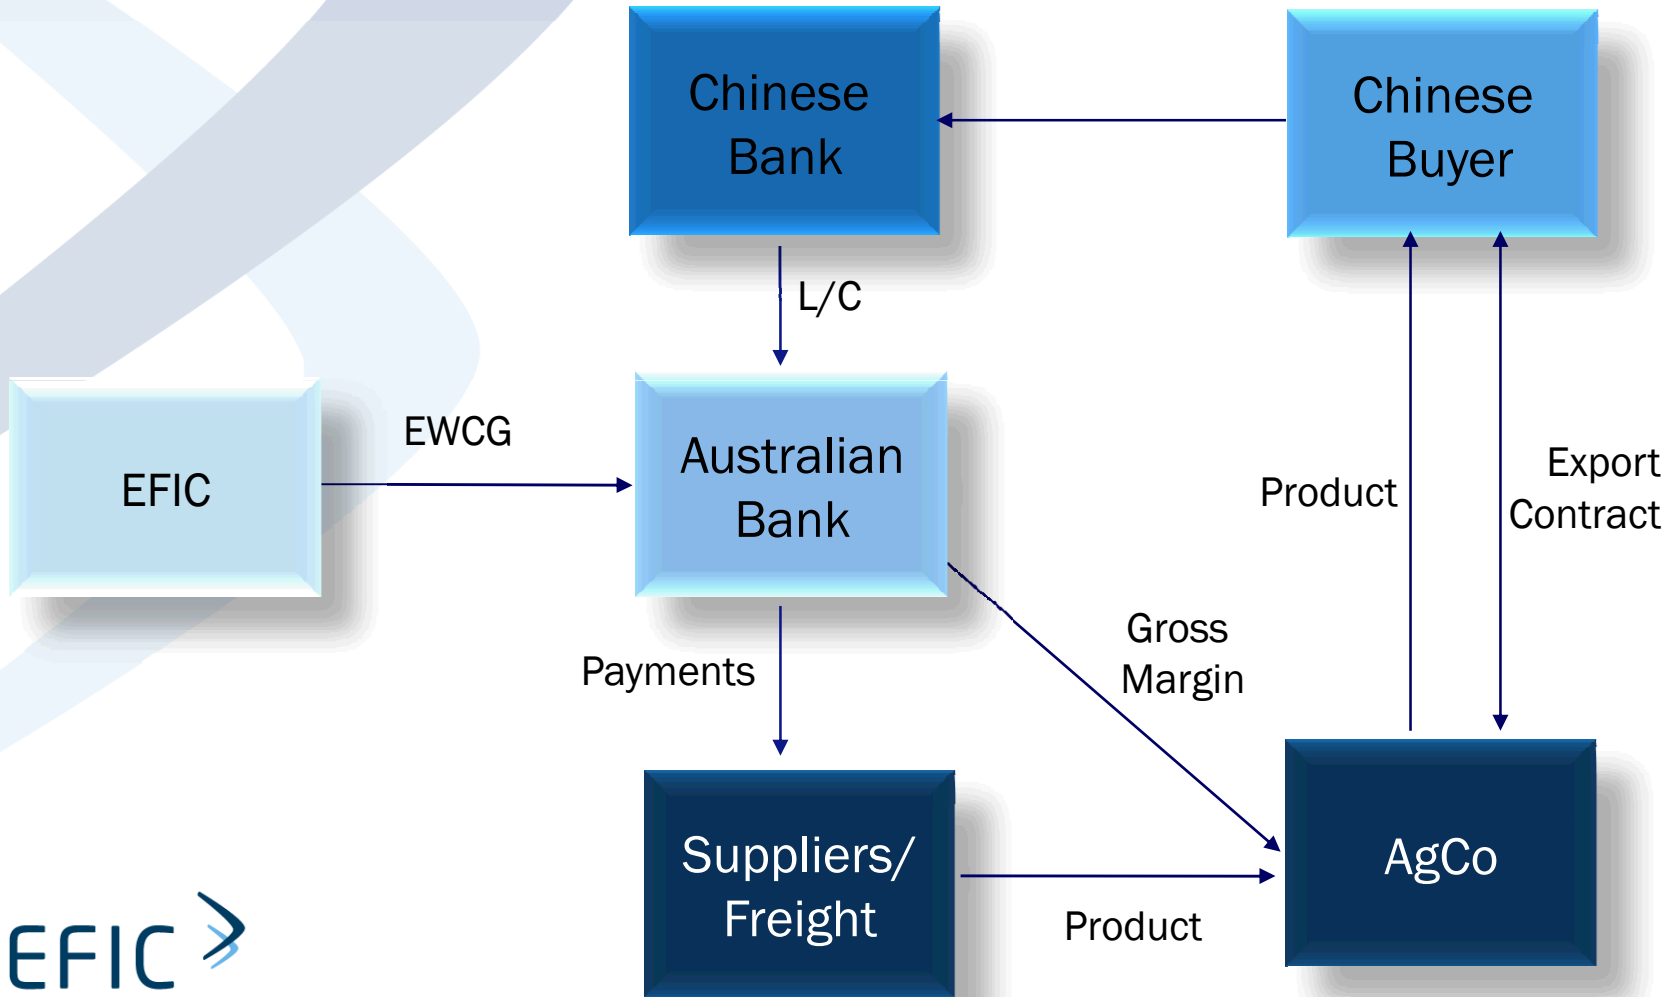 Chinese
Bank
Chinese
Buyer
L/C
EFIC
EWCG
Australian
Bank
Product
Export
Contract
Payments
Gross
Margin
Suppliers/
Freight
Product
AgCo
EFIC